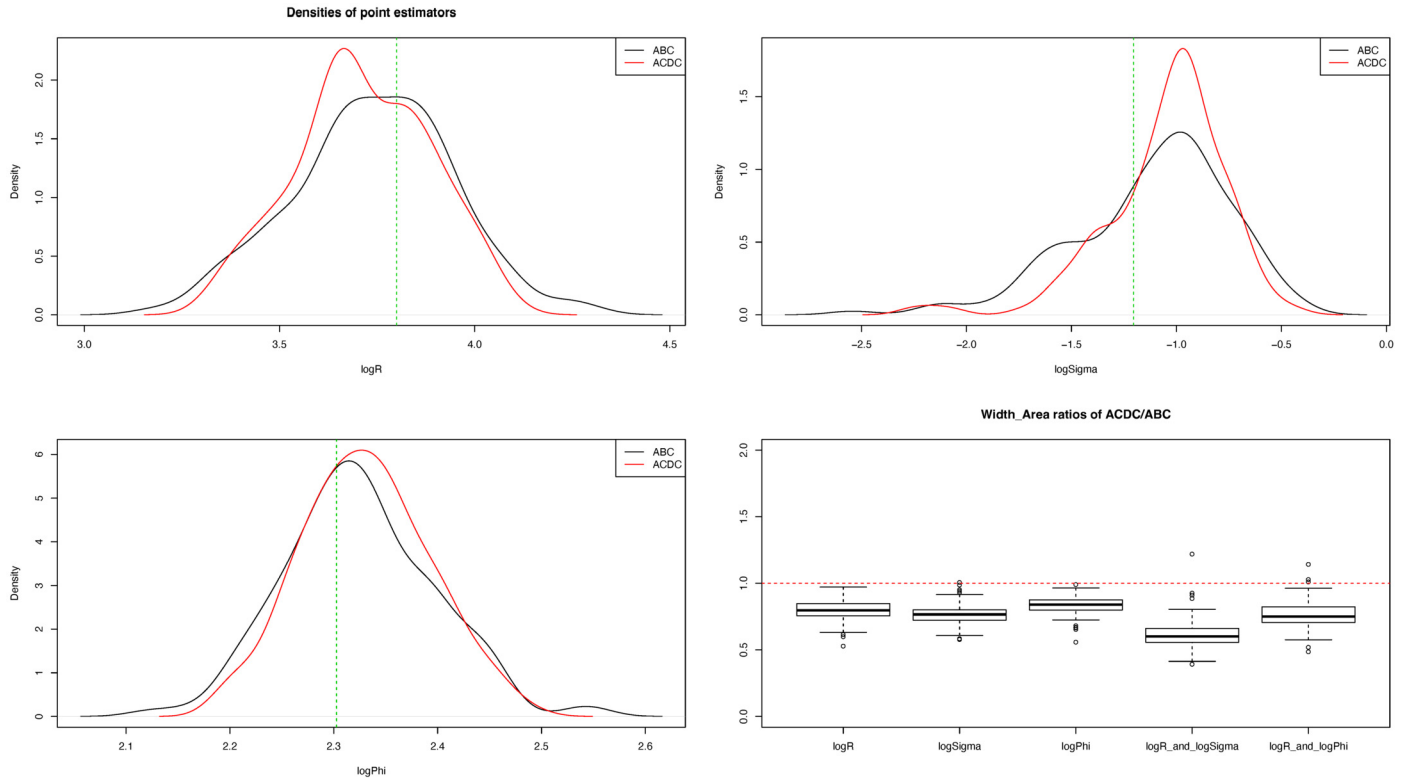 Densities of point estimators
Density
0.0 0.5 1.0 1.5 2.0
ABC
ACDC
3.0 3.5 4.0 4.5
logR
Density
0.0 0.5 1.0 1.5
ABC
ACDC
−2.5 −2.0 −1.5 −1.0 −0.5 0.0
logSigma
Density
0 1 2 3 4 5 6
ABC
ACDC
2.1 2.2 2.3 2.4 2.5 2.6
logPhi
Width_Area ratios of ACDC/ABC
0.0 0.5 1.0 1.5 2.0
logR logSigma logPhi logR_and_logSigma logR_and_logPhi